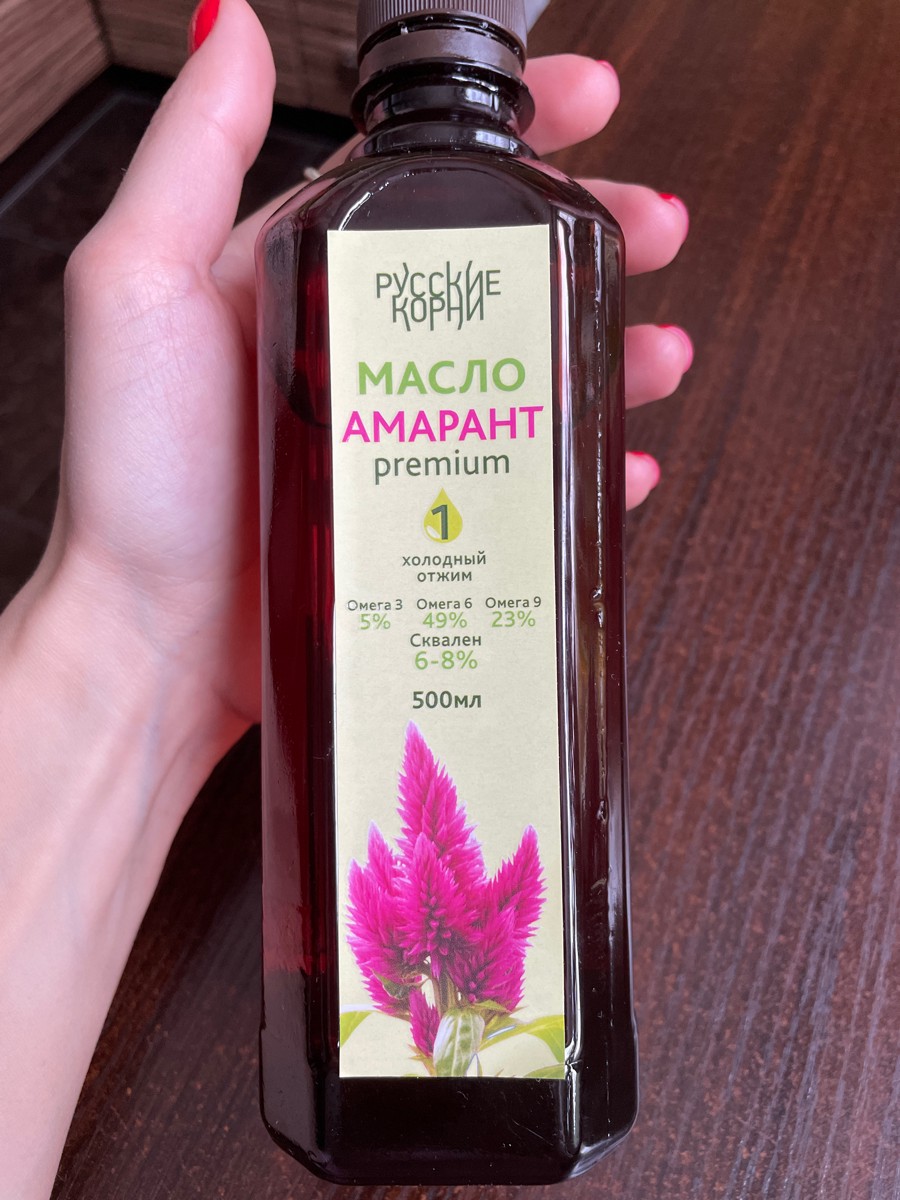 РУССКИЕ
КОРНИ
МАСЛО
АМАРАНТ
premium
1
холодный
отжим
Омега 3 Омега 6 Омега 9
5% 49% 23%
Сквален
6-8%
500мл